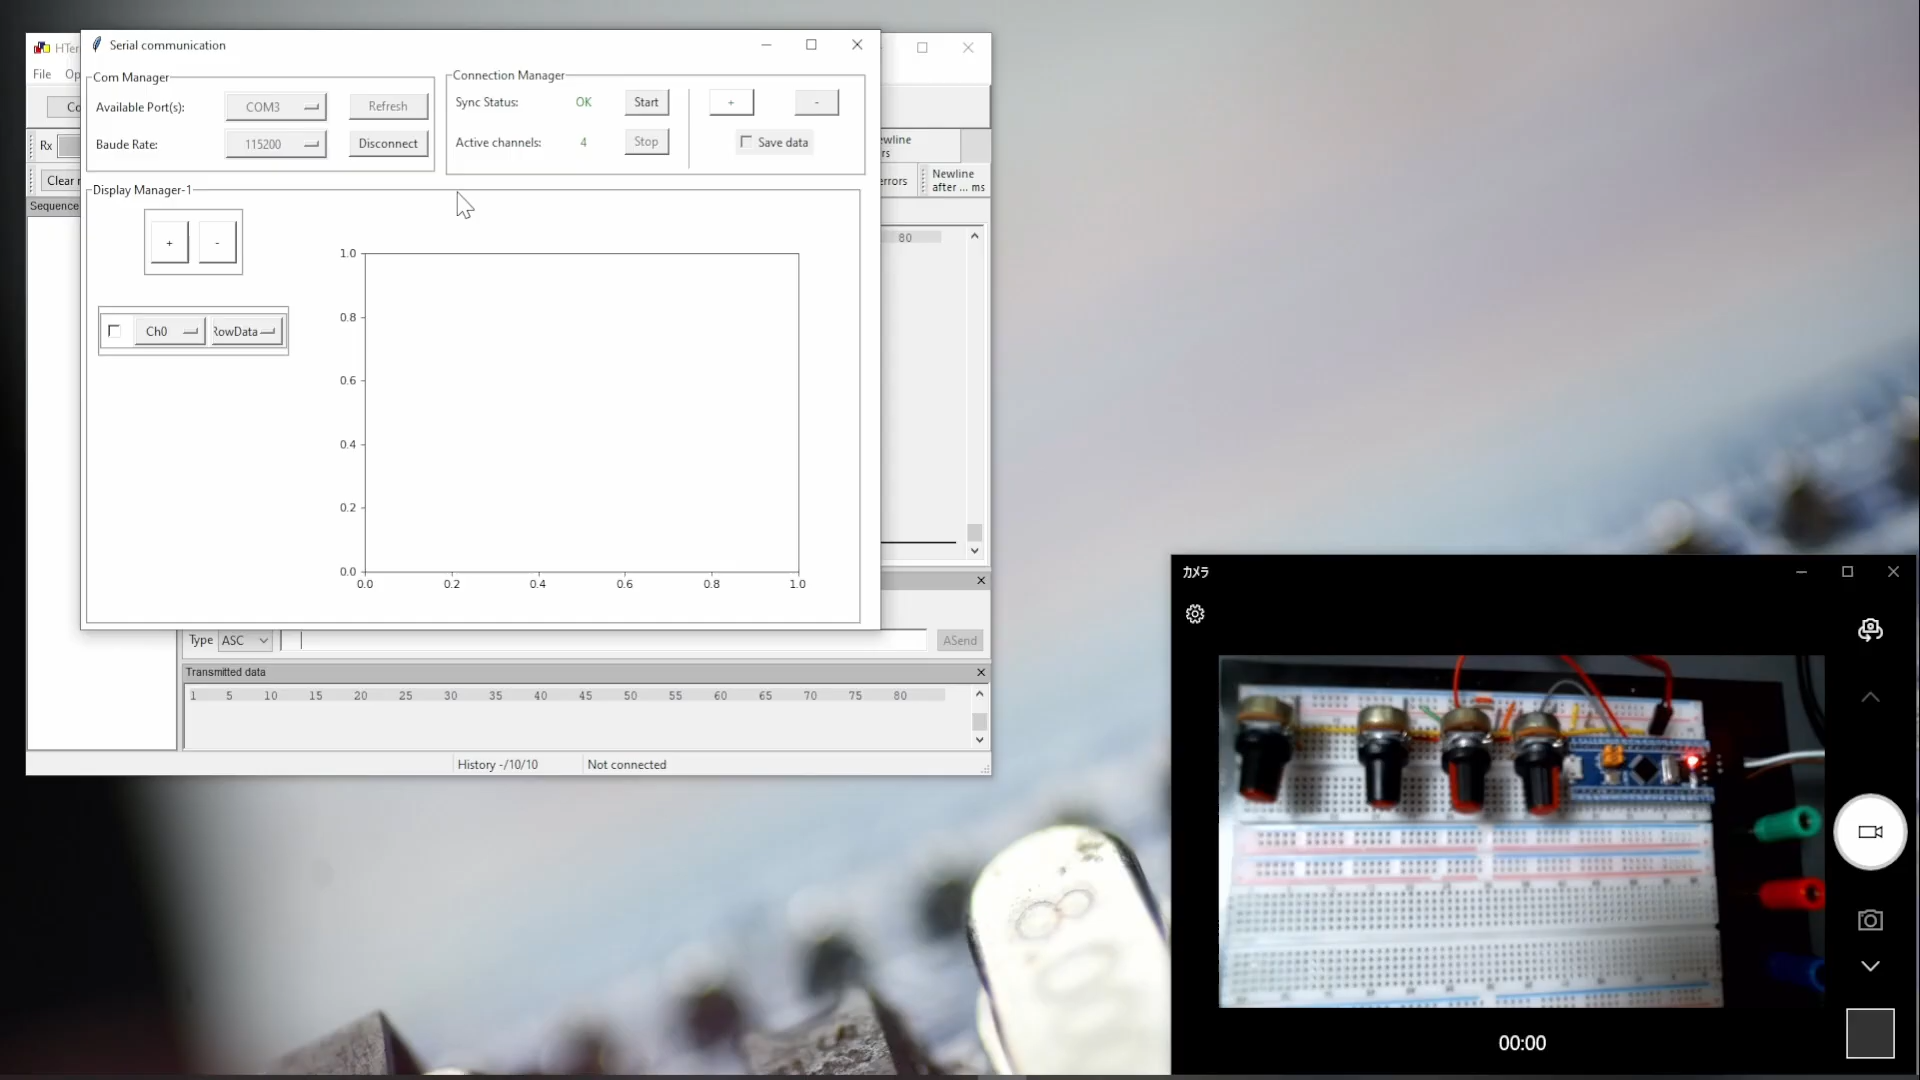 HTer
Serial communication
File
Op
Co
Com Manager
Available Port(s):
COM3
Refresh
Baude Rate:
115200
Disconnect
Connection Manager
Sync Status:
OK
Start
+
-
Active channels:
4
Stop
Save data
Rx
ewline
rs
Clear r
errors
Newline
after ... ms
Sequence
Display Manager-1
+
-
80
Ch0
RowData
1.0
0.8
0.6
0.4
0.2
0.0
0.0
0.2
0.4
0.6
0.8
1.0
Type
ASC
ASend
Transmitted data
1 5 10 15 20 25 30 35 40 45 50 55 60 65 70 75 80
History -/10/10
Not connected
カメラ
00:00